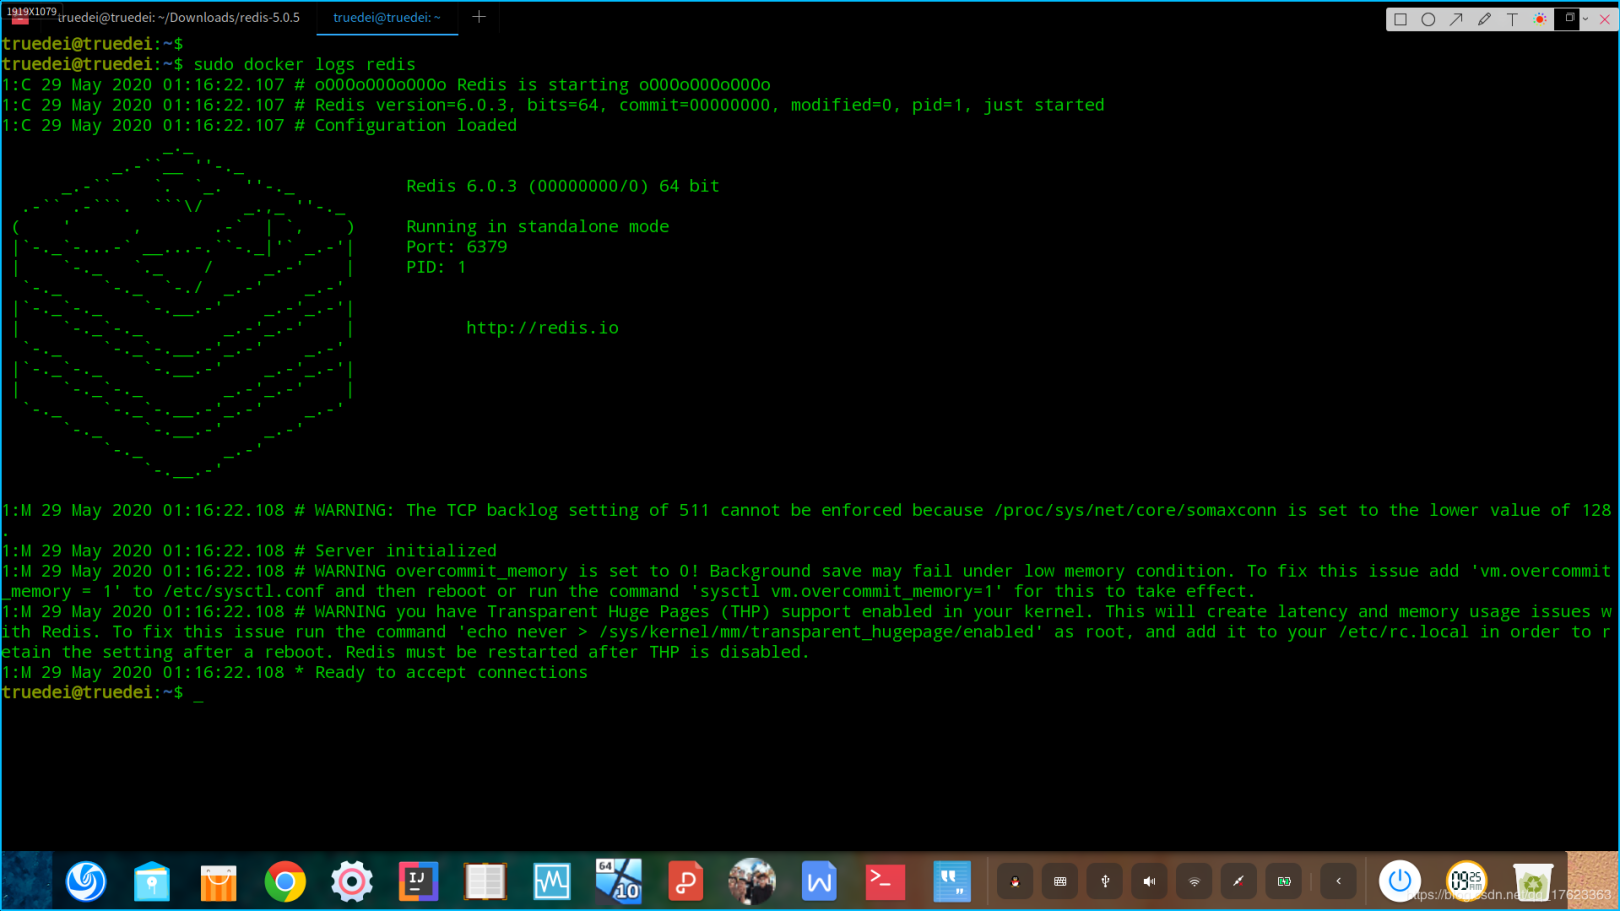 1919X1079
truedei@truedei: ~/Downloads/redis-5.0.5
truedei@truedei: ~
truedei@truedei:~$
truedei@truedei:~$ sudo docker logs redis
1:C 29 May 2020 01:16:22.107 # oO0OoO0OoO0Oo Redis is starting oO0OoO0OoO0Oo
1:C 29 May 2020 01:16:22.107 # Redis version=6.0.3, bits=64, commit=00000000, modified=0, pid=1, just started
1:C 29 May 2020 01:16:22.107 # Configuration loaded
Redis 6.0.3 (00000000/0) 64 bit
Running in standalone mode
Port: 6379
PID: 1
http://redis.io
1:M 29 May 2020 01:16:22.108 # WARNING: The TCP backlog setting of 511 cannot be enforced because /proc/sys/net/core/somaxconn is set to the lower value of 128
.
1:M 29 May 2020 01:16:22.108 # Server initialized
1:M 29 May 2020 01:16:22.108 # WARNING overcommit_memory is set to 0! Background save may fail under low memory condition. To fix this issue add 'vm.overcommit
_memory = 1' to /etc/sysctl.conf and then reboot or run the command 'sysctl vm.overcommit_memory=1' for this to take effect.
1:M 29 May 2020 01:16:22.108 # WARNING you have Transparent Huge Pages (THP) support enabled in your kernel. This will create latency and memory usage issues w
ith Redis. To fix this issue run the command 'echo never > /sys/kernel/mm/transparent_hugepage/enabled' as root, and add it to your /etc/rc.local in order to r
etain the setting after a reboot. Redis must be restarted after THP is disabled.
1:M 29 May 2020 01:16:22.108 * Ready to accept connections
truedei@truedei:~$ _
IJ
64
10
09:25
AM
https://blog.csdn.net/qq_17623363